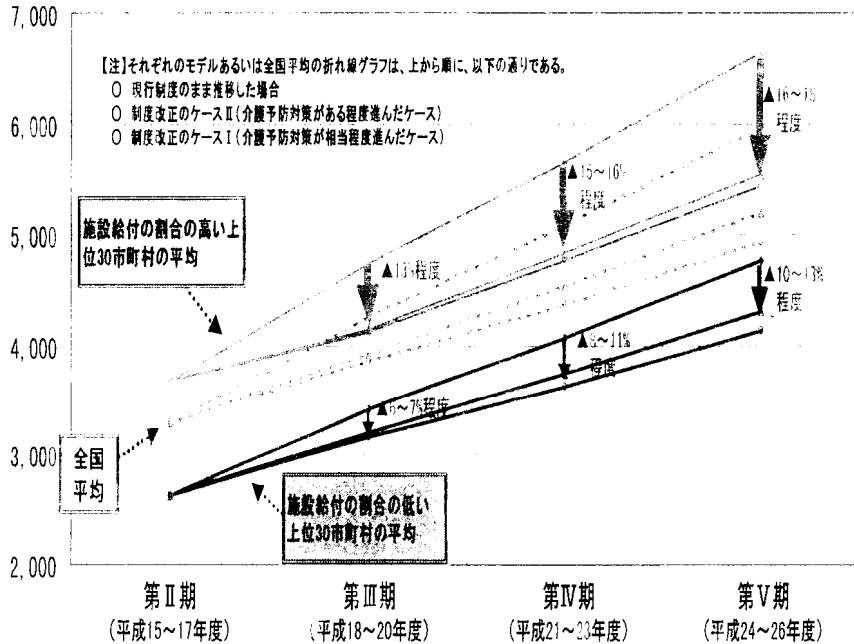 7,000
【注】それぞれのモデルあるいは全国平均の折れ線グラフは、上から順に、以下の通りである。
○ 現行制度のまま推移した場合
○ 制度改正のケースⅡ(介護予防対策がある程度進んだケース)
○ 制度改正のケースⅠ(介護予防対策が相当程度進んだケース)
6,000
程度
▲15～16%
程度
施設給付の割合の高い上
位30市町村の平均
5,000
▲13%程度
▲10～13%
程度
4,000
▲8～11%
程度
▲6～7%程度
3,000
全国
平均
施設給付の割合の低い
上位30市町村の平均
2,000
第Ⅱ期
第Ⅲ期
第Ⅳ期
第Ⅴ期
(平成15～17年度)
(平成18～20年度)
(平成21～23年度)
(平成24～26年度)